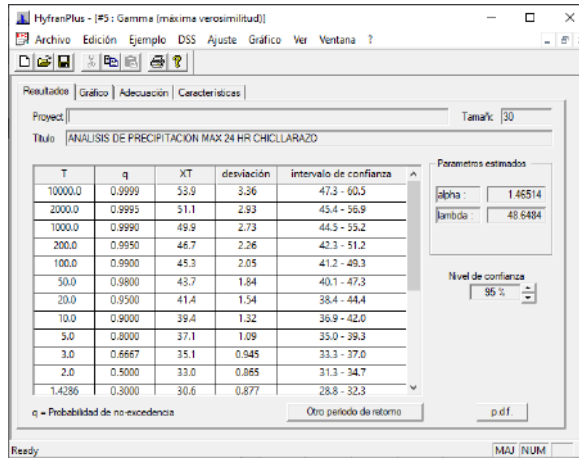 HyfranPlus - [#5 : Gamma (máxima verosimilitud)]
Archivo Edición Ejemplo DSS Ajuste Gráfico Ver Ventana ?
Resultados Gráfico Adecuación Características
Proyect Tamañ: 30
Título ANALISIS DE PRECIPITACION MAX 24 HR CHICLLARAZO
T q XT desviación intervalo de confianza
10000.0 0.9999 53.9 3.36 47.3 - 60.5
2000.0 0.9995 51.1 2.93 45.4 - 56.9
1000.0 0.9990 49.9 2.73 44.5 - 55.2
200.0 0.9950 46.7 2.26 42.3 - 51.2
100.0 0.9900 45.3 2.05 41.2 - 49.3
50.0 0.9800 43.7 1.84 40.1 - 47.3
20.0 0.9500 41.4 1.54 38.4 - 44.4
10.0 0.9000 39.4 1.32 36.9 - 42.0
5.0 0.8000 37.1 1.09 35.0 - 39.3
3.0 0.6667 35.1 0.945 33.3 - 37.0
2.0 0.5000 33.0 0.865 31.3 - 34.7
1.4286 0.3000 30.6 0.877 28.8 - 32.3
Parametros estimados
alpha : 1.46514
lambda : 48.6484
Nivel de confianza
95 %
q = Probabilidad de no-excedencia
Otro periodo de retorno
p.d.f.
Ready MAJ NUM